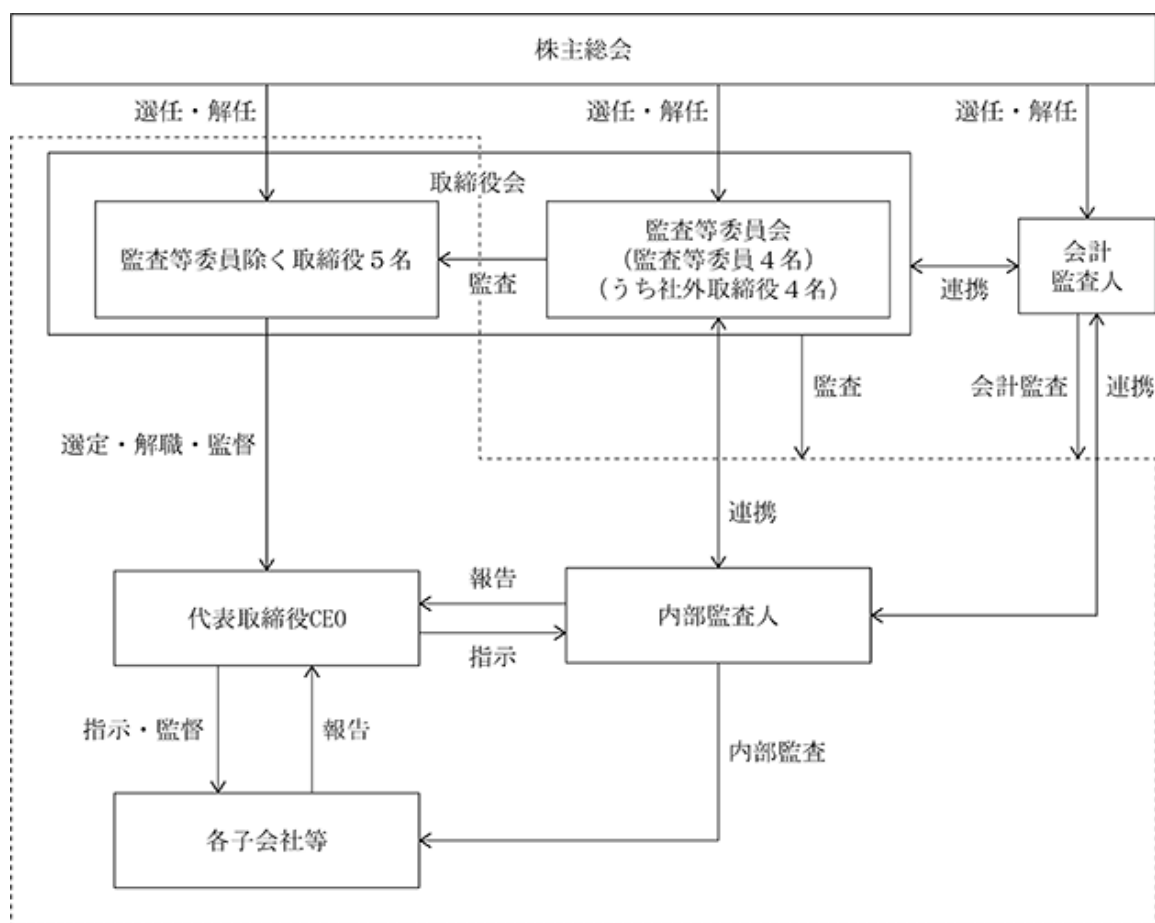 株主総会
選任・解任
選任・解任
選任・解任
取締役会
監査等委員除く取締役５名
監査
監査等委員会
(監査等委員４名)
(うち社外取締役４名)
連携
会計
監査人
監査
会計監査
連携
選定・解職・監督
連携
代表取締役CEO
報告
指示
内部監査人
指示・監督
報告
内部監査
各子会社等